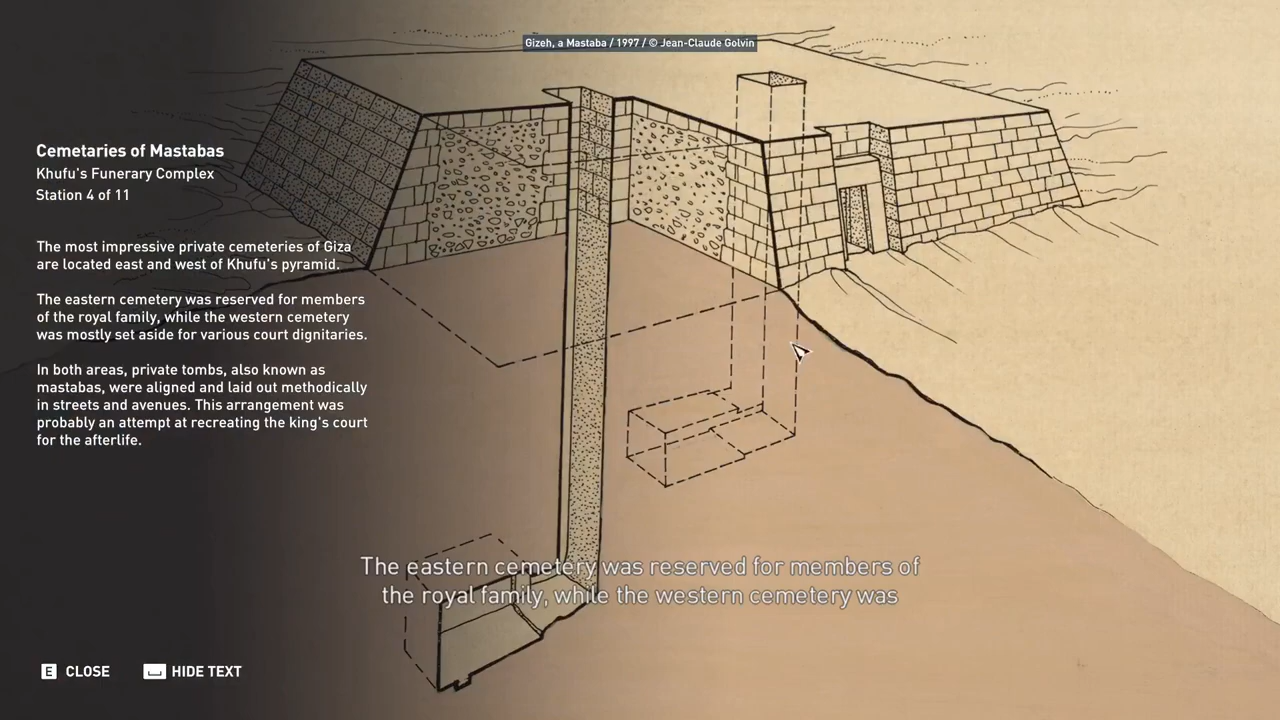 Gizeh, a Mastaba / 1997 / © Jean-Claude Golvin
Cemetaries of Mastabas
Khufu's Funerary Complex
Station 4 of 11
The most impressive private cemeteries of Giza
are located east and west of Khufu's pyramid.
The eastern cemetery was reserved for members
of the royal family, while the western cemetery
was mostly set aside for various court dignitaries.
In both areas, private tombs, also known as
mastabas, were aligned and laid out methodically
in streets and avenues. This arrangement was
probably an attempt at recreating the king's court
for the afterlife.
The eastern cemetery was reserved for members of
the royal family, while the western cemetery was
E CLOSE HIDE TEXT